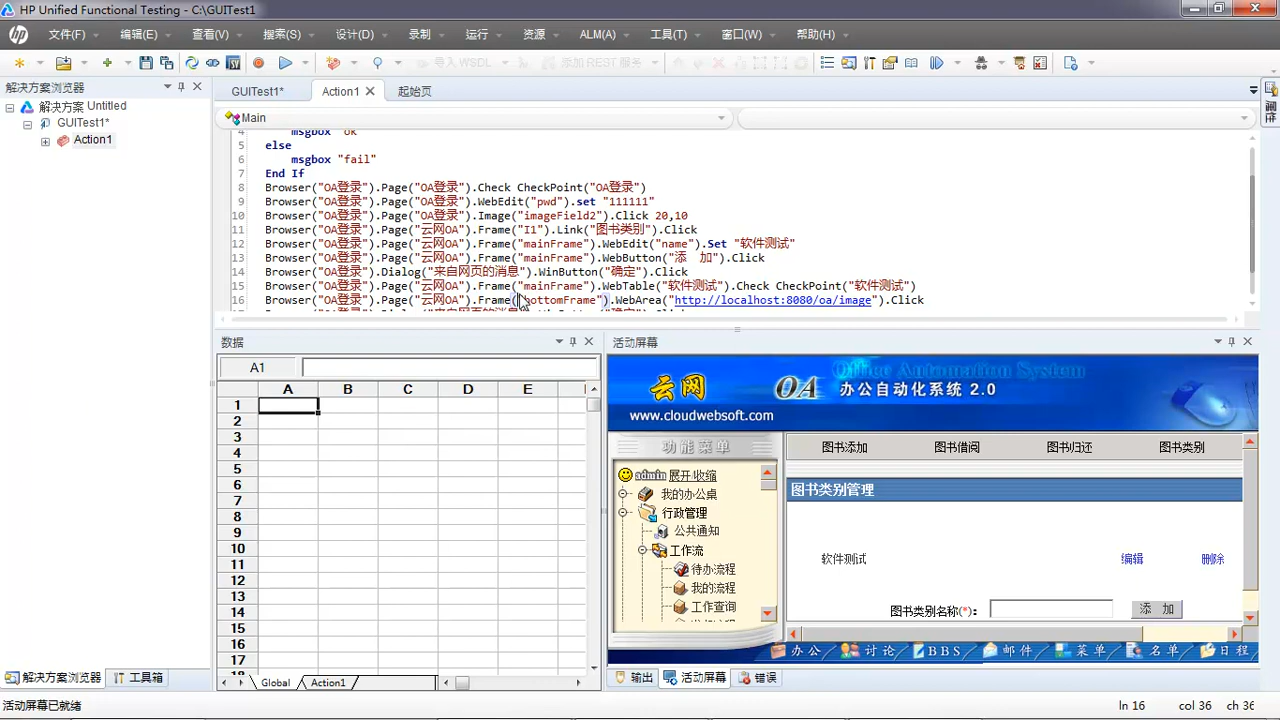 HP Unified Functional Testing - C:\GUITest1
文件(F) 编辑(E) 查看(V) 搜索(S) 设计(D) 录制 运行 资源 ALM(A) 工具(T) 窗口(W) 帮助(H)
导入 WSDL 添加 REST 服务
解决方案浏览器
解决方案 Untitled
GUITest1*
Action1
GUITest1* Action1 起始页
Main
4 msgbox "ok"
5 else
6 msgbox "fail"
7 End If
8 Browser("OA登录").Page("OA登录").Check CheckPoint("OA登录")
9 Browser("OA登录").Page("OA登录").WebEdit("pwd").set "111111"
10 Browser("OA登录").Page("OA登录").Image("imageField2").Click 20,10
11 Browser("OA登录").Page("云网OA").Frame("I1").Link("图书类别").Click
12 Browser("OA登录").Page("云网OA").Frame("mainFrame").WebEdit("name").Set "软件测试"
13 Browser("OA登录").Page("云网OA").Frame("mainFrame").WebButton("添 加").Click
14 Browser("OA登录").Dialog("来自网页的消息").WinButton("确定").Click
15 Browser("OA登录").Page("云网OA").Frame("mainFrame").WebTable("软件测试").Check CheckPoint("软件测试")
16 Browser("OA登录").Page("云网OA").Frame("bottomFrame").WebArea("http://localhost:8080/oa/image").Click
数据
A1
A B C D E
1
2
3
4
5
6
7
8
9
10
11
12
13
14
15
16
17
Global Action1
活动屏幕
云网
www.cloudwebsoft.com
OA
Office Automation System
办公自动化系统 2.0
功能菜单
admin 展开/收缩
我的办公桌
行政管理
公共通知
工作流
待办流程
我的流程
工作查询
图书添加 图书借阅 图书归还 图书类别
图书类别管理
软件测试 编辑 删除
图书类别名称(*): 添 加
办公 讨论 BBS 邮件 菜单 名单 日程
解决方案浏览器 工具箱
输出 活动屏幕 错误
活动屏幕已就绪
ln 16 col 36 ch 36
属性